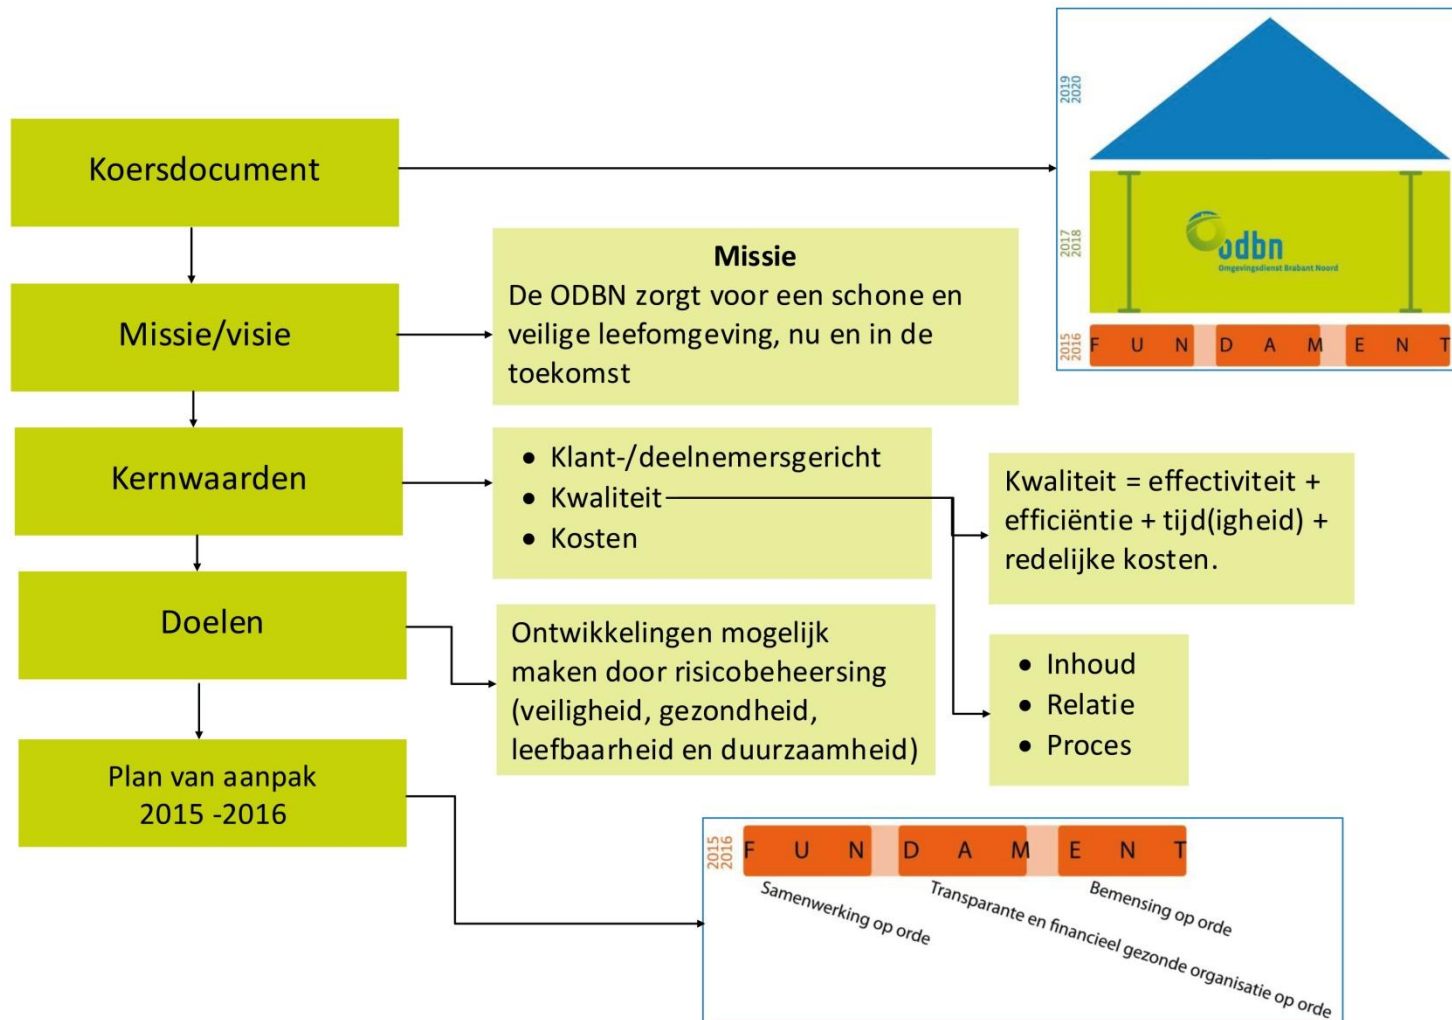 Koersdocument
2019
2020
odbn
Omgevingsdienst Brabant Noord
2017
2018
2015
2016
F U N D A M E N T
Missie/visie
Missie
De ODBN zorgt voor een schone en
veilige leefomgeving, nu en in de
toekomst
Kernwaarden
• Klant-/deelnemersgericht
• Kwaliteit
• Kosten
Kwaliteit = effectiviteit +
efficiëntie + tijd(igheid) +
redelijke kosten.
• Inhoud
• Relatie
• Proces
Doelen
Ontwikkelingen mogelijk
maken door risicobeheersing
(veiligheid, gezondheid,
leefbaarheid en duurzaamheid)
Plan van aanpak
2015 -2016
2015
2016
F U N D A M E N T
Samenwerking op orde
Transparante en financieel gezonde organisatie op orde
Bemensing op orde